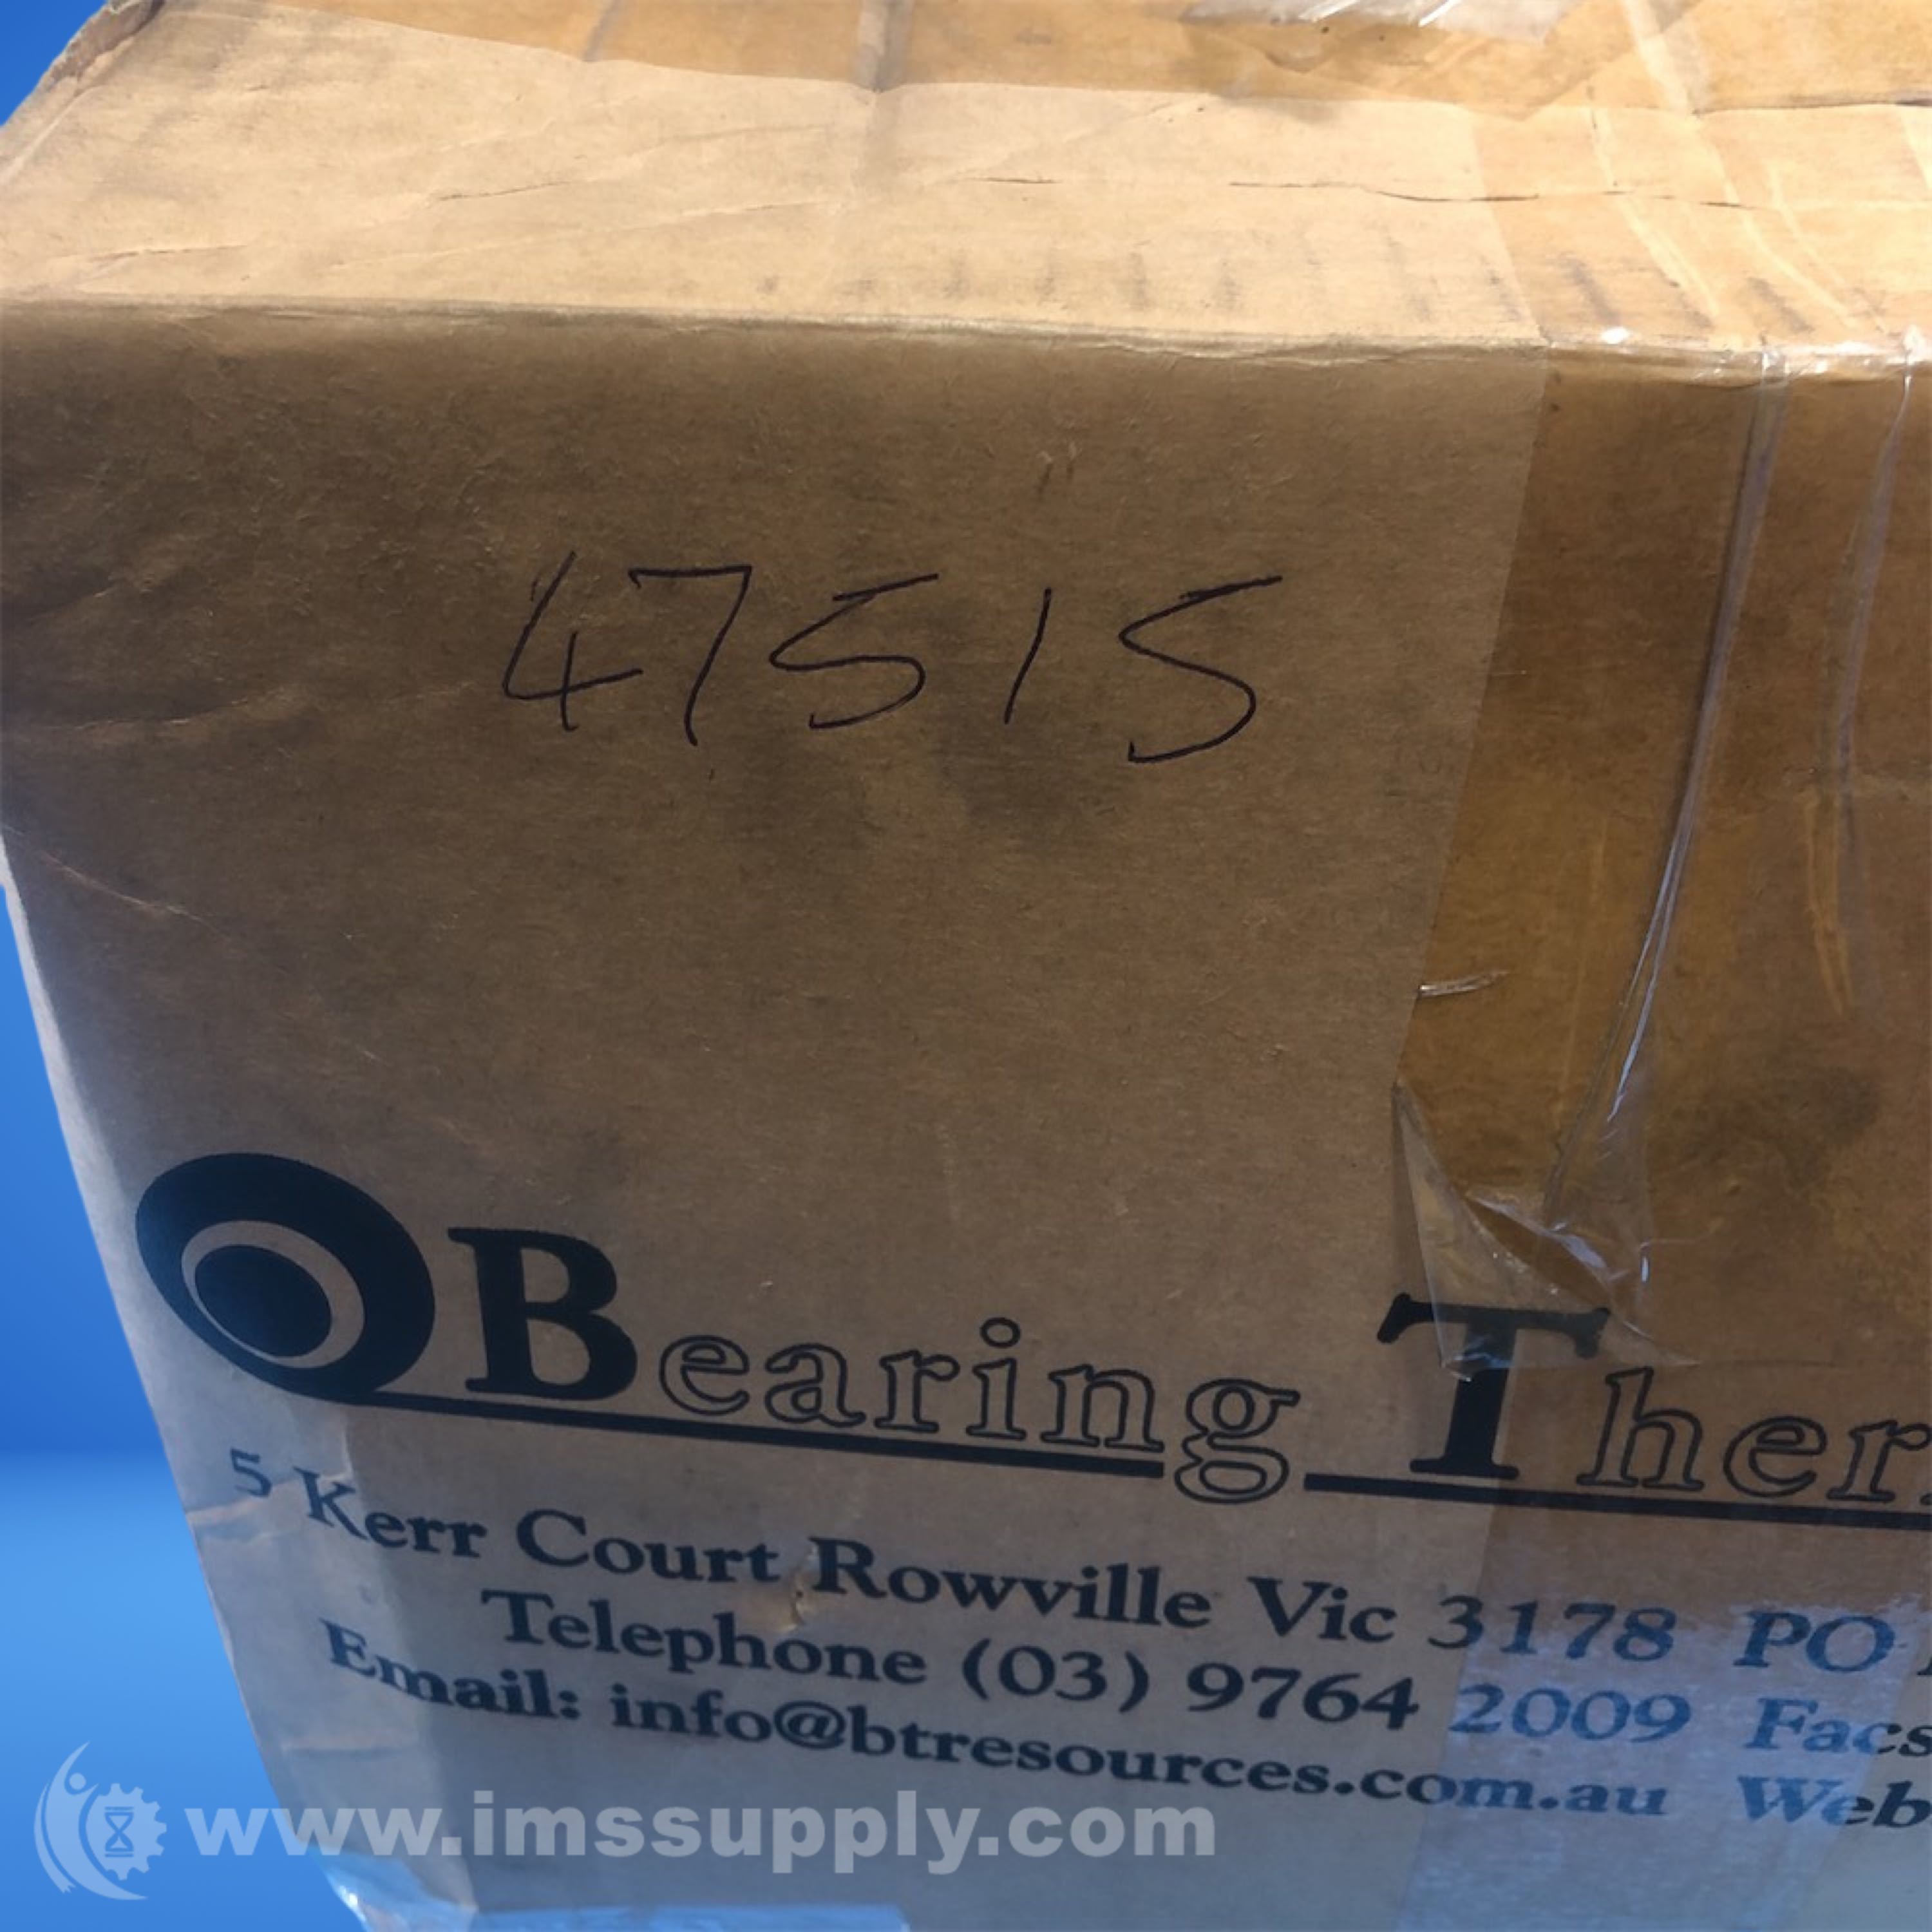 47515
Bearing Ther
5 Kerr Court Rowville Vic 3178 PO
Telephone (03) 9764 2009 Facs
Email: info@btresources.com.au Web
www.imssupply.com